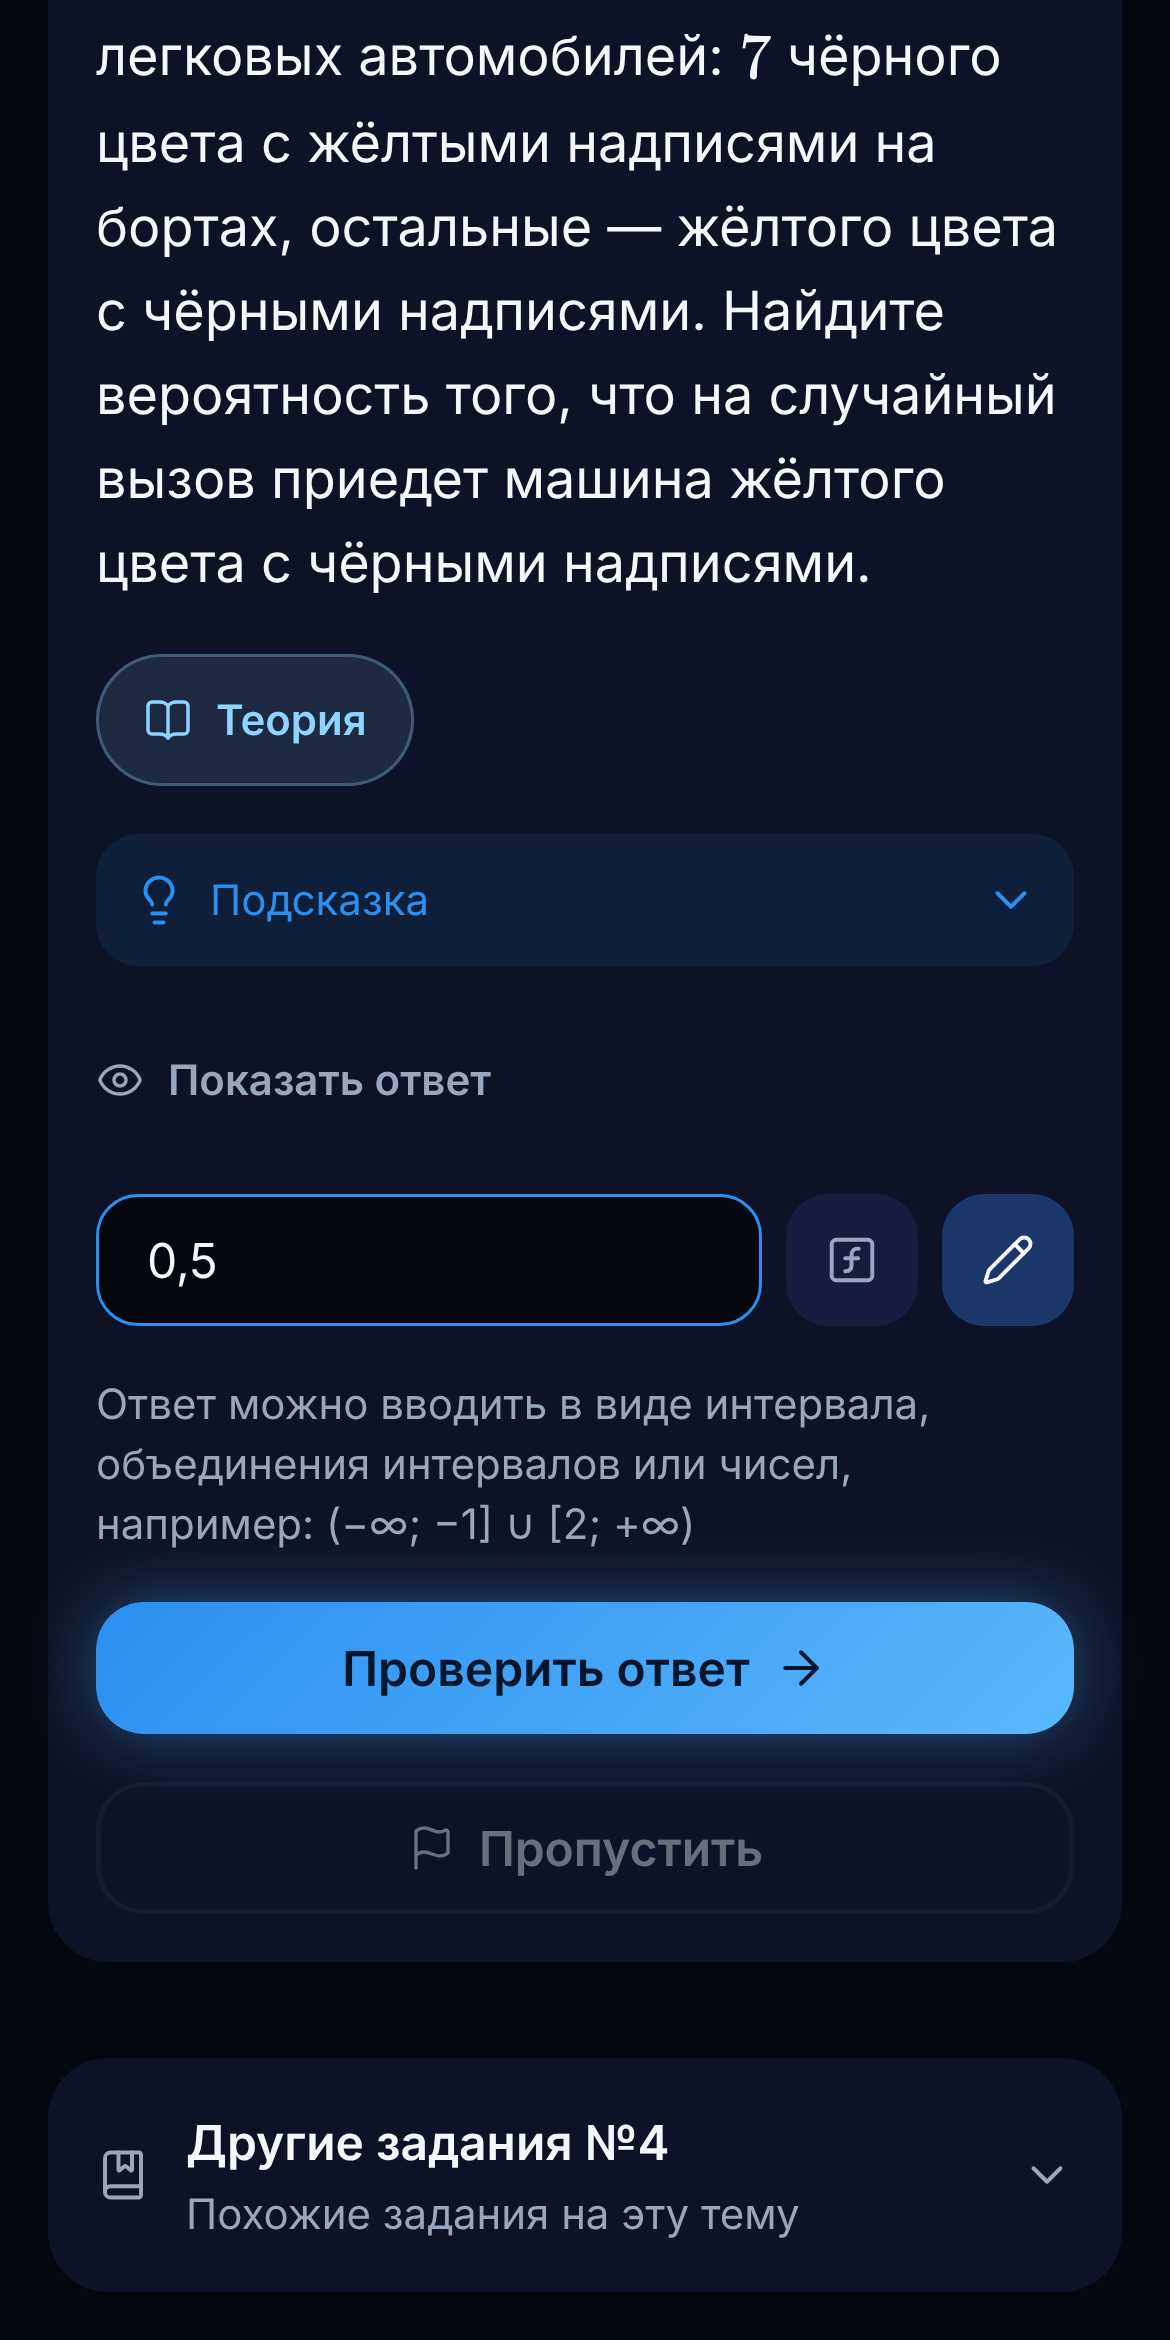 легковых автомобилей: 7 чёрного
цвета с жёлтыми надписями на
бортах, остальные — жёлтого цвета
с чёрными надписями. Найдите
вероятность того, что на случайный
вызов приедет машина жёлтого
цвета с чёрными надписями.
Теория
Подсказка
Показать ответ
0,5
Ответ можно вводить в виде интервала,
объединения интервалов или чисел,
например: (−∞; −1] ∪ [2; +∞)
Проверить ответ →
Пропустить
Другие задания №4
Похожие задания на эту тему